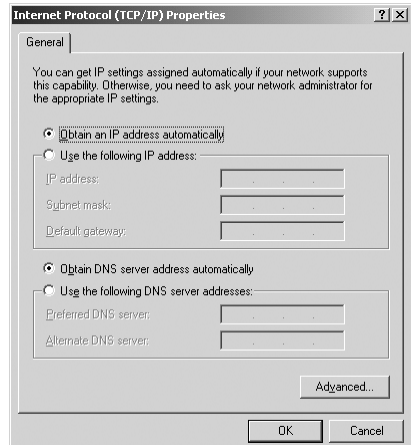 Internet Protocol (TCP/IP) Properties
General
You can get IP settings assigned automatically if your network supports
this capability. Otherwise, you need to ask your network administrator for
the appropriate IP settings.
Obtain an IP address automatically
Use the following IP address:
IP address:
Subnet mask:
Default gateway:
Obtain DNS server address automatically
Use the following DNS server addresses:
Preferred DNS server:
Alternate DNS server:
Advanced...
OK Cancel